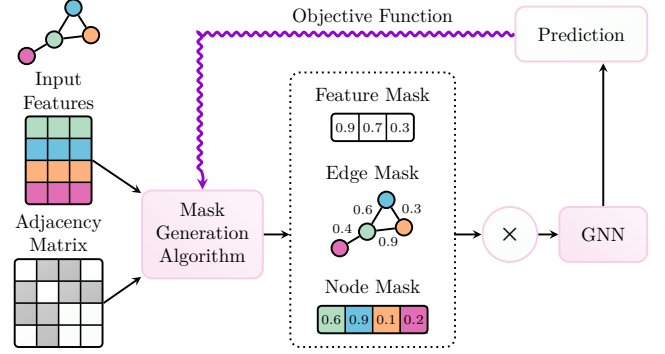 Objective Function
Prediction
Input
Features
Feature Mask
0.9 0.7 0.3
Edge Mask
0.6 0.3
0.4 0.9
Adjacency
Matrix
Mask
Generation
Algorithm
×
GNN
Node Mask
0.6 0.9 0.1 0.2